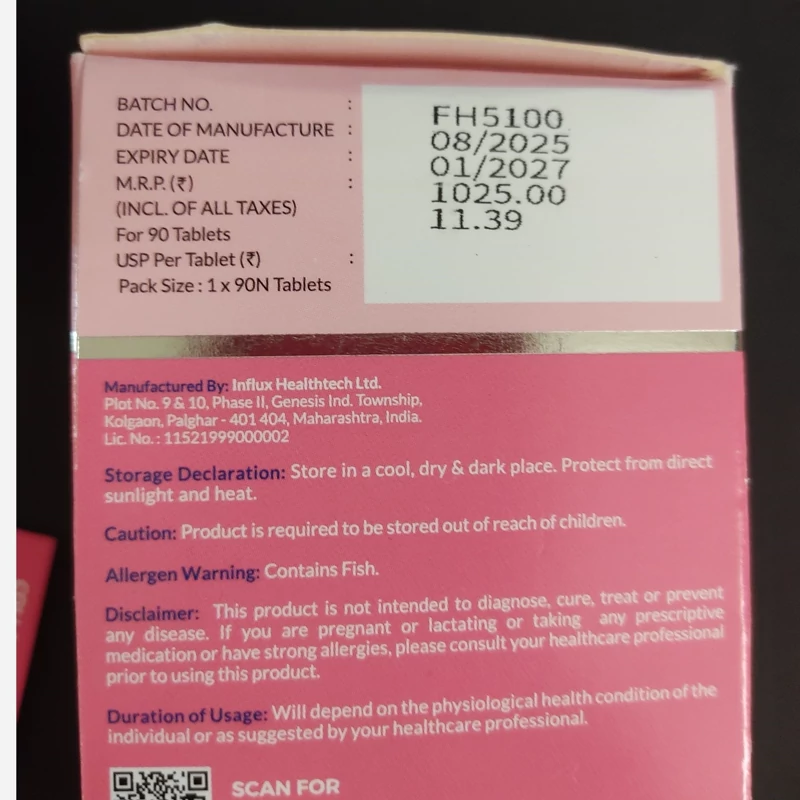 BATCH NO. :
DATE OF MANUFACTURE :
EXPIRY DATE :
M.R.P. (₹) :
(INCL. OF ALL TAXES)
For 90 Tablets
USP Per Tablet (₹) :
Pack Size : 1 x 90N Tablets
FH5100
08/2025
01/2027
1025.00
11.39
Manufactured By: Influx Healthtech Ltd.
Plot No. 9 & 10, Phase II, Genesis Ind. Township,
Kolgaon, Palghar - 401 404, Maharashtra, India.
Lic. No. : 11521999000002
Storage Declaration: Store in a cool, dry & dark place. Protect from direct
sunlight and heat.
Caution: Product is required to be stored out of reach of children.
Allergen Warning: Contains Fish.
Disclaimer: This product is not intended to diagnose, cure, treat or prevent
any disease. If you are pregnant or lactating or taking any prescriptive
medication or have strong allergies, please consult your healthcare professional
prior to using this product.
Duration of Usage: Will depend on the physiological health condition of the
individual or as suggested by your healthcare professional.
SCAN FOR